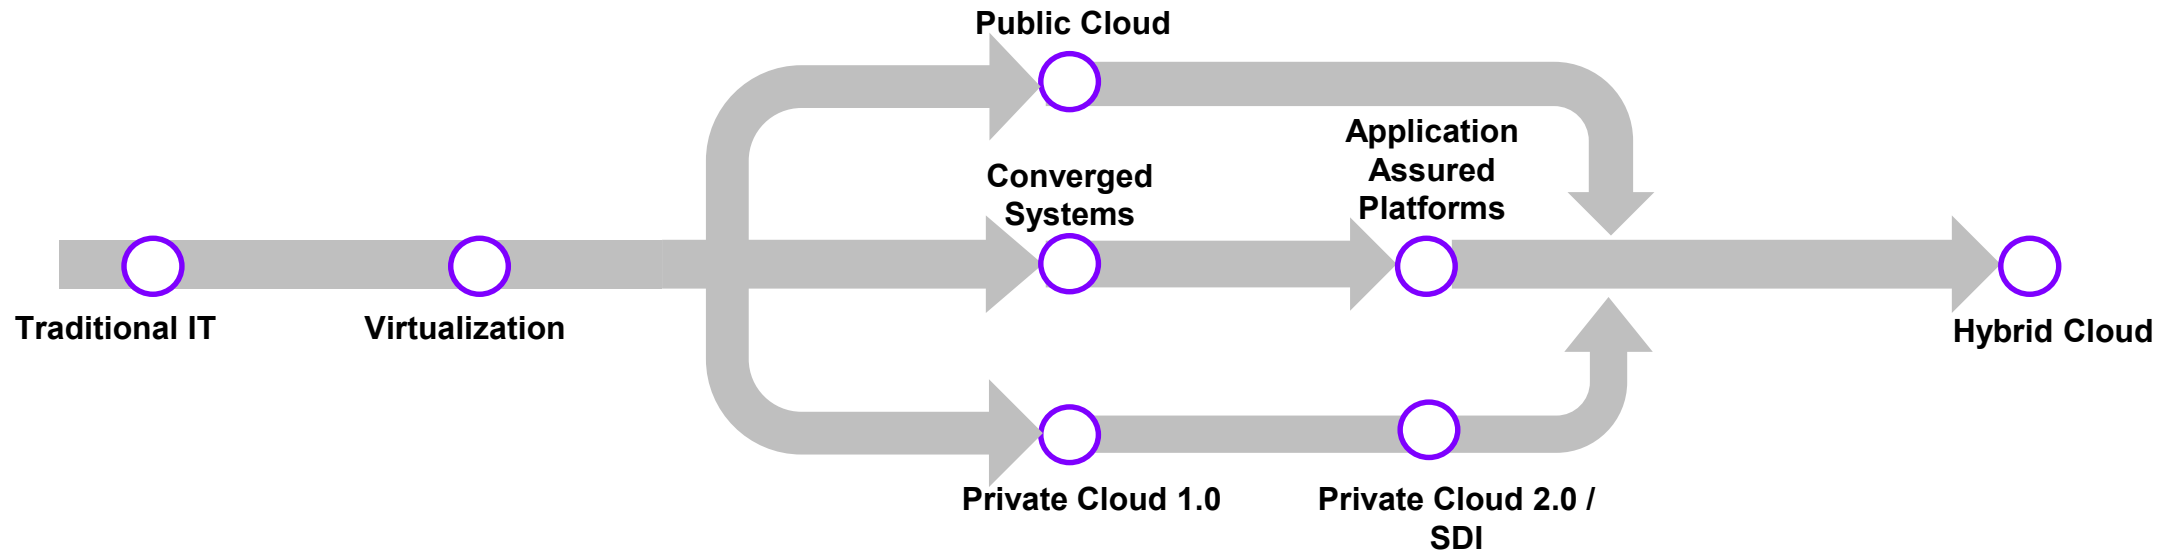 Public Cloud
Application
Assured
Platforms
Converged
Systems
Traditional IT
Virtualization
Hybrid Cloud
Private Cloud 1.0
Private Cloud 2.0 /
SDI